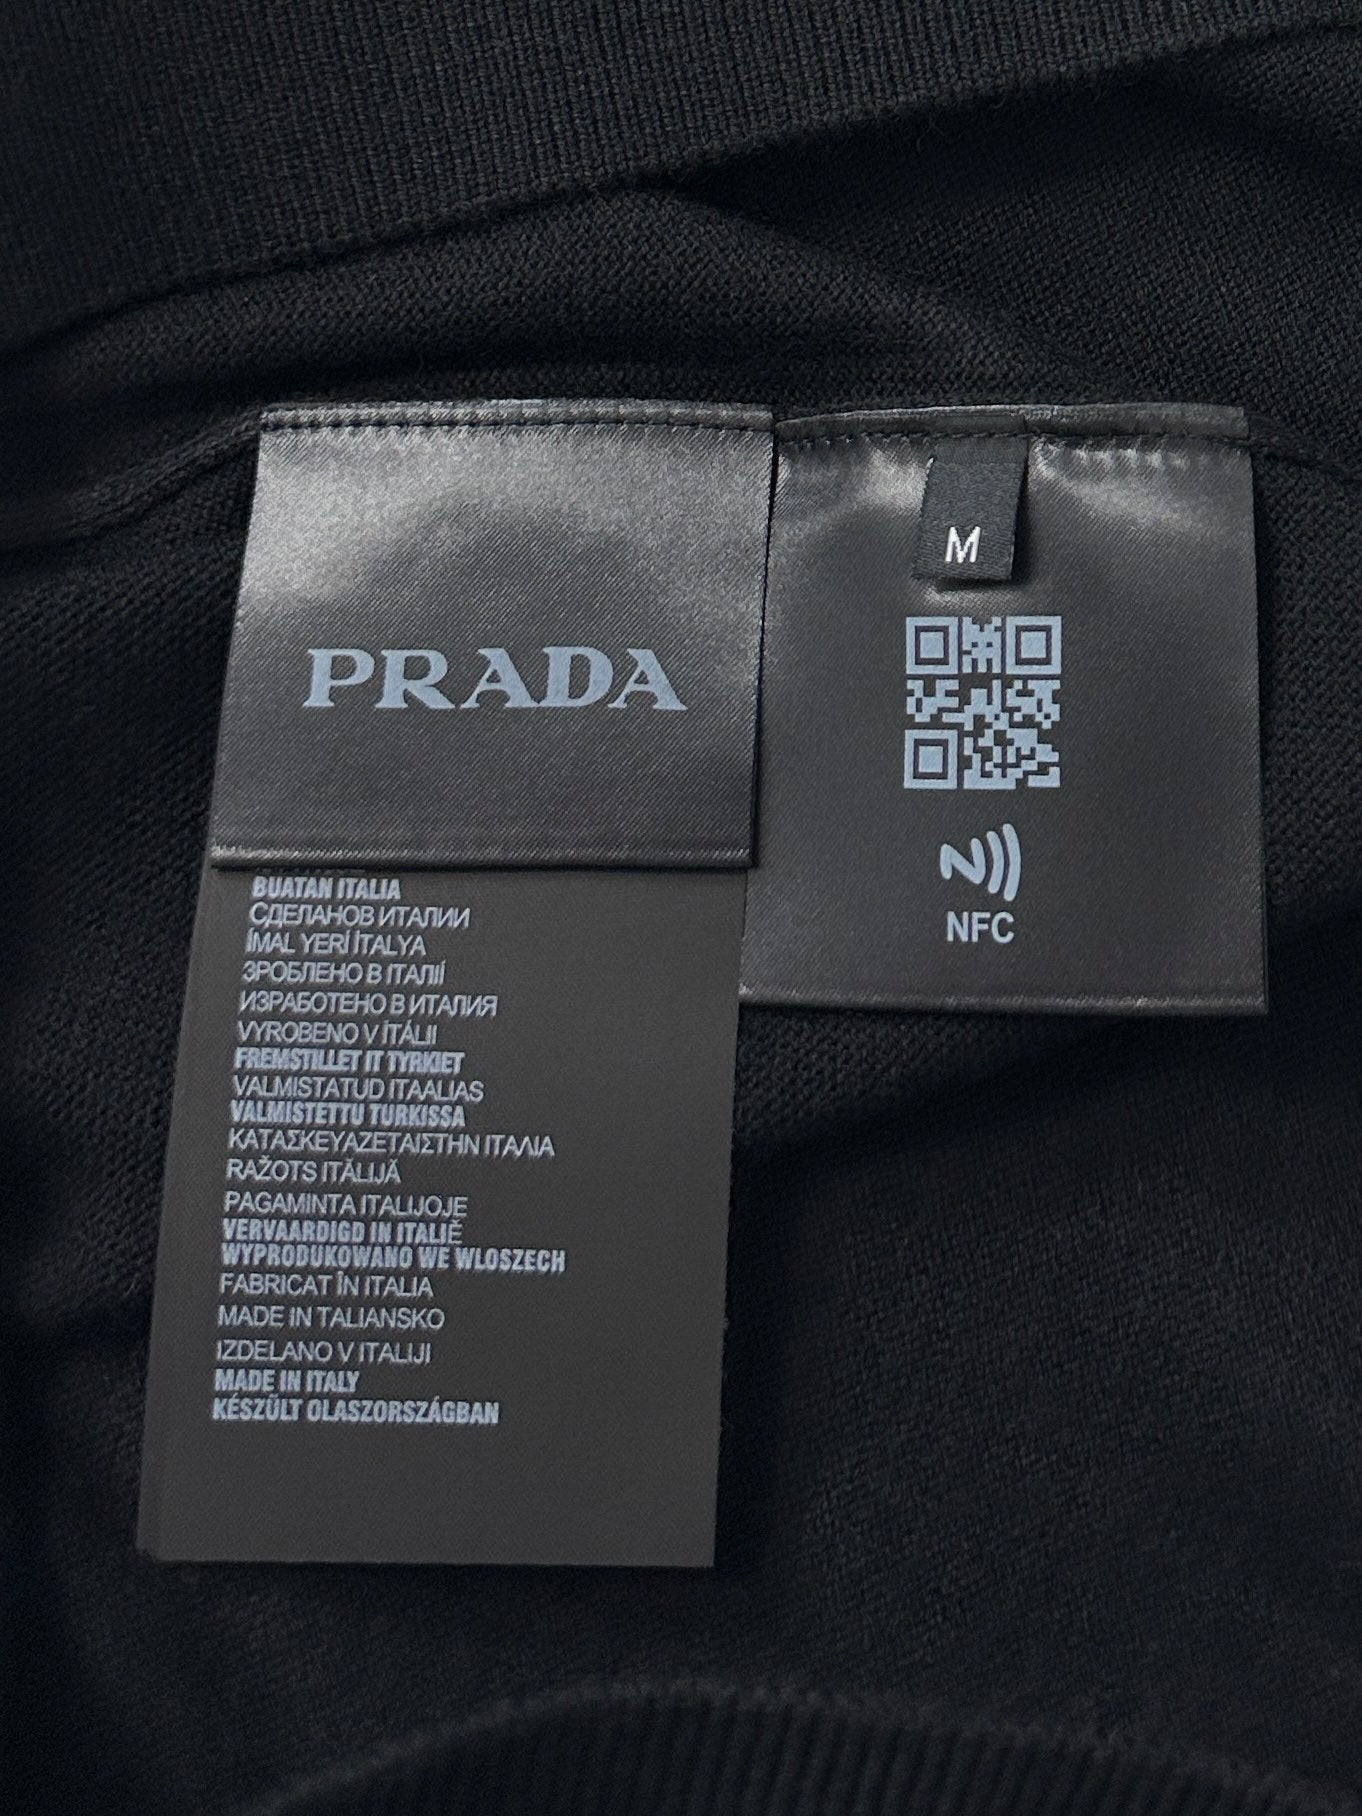 PRADA
M
NFC
BUATAN ITALIA
СДЕЛАНОВ ИТАЛИИ
İMAL YERİ İTALYA
ЗРОБЛЕНО В ІТАЛІЇ
ИЗРАБОТЕНО В ИТАЛИЯ
VYROBENO V ITÁLII
FREMSTILLET IT TYRKIET
VALMISTATUD ITAALIAS
VALMISTETTU TURKISSA
ΚΑΤΑΣΚΕΥΑΖΕΤΑΙΣΤΗΝ ΙΤΑΛΙΑ
RAŽOTS ITĀLIJĀ
PAGAMINTA ITALIJOJE
VERVAARDIGD IN ITALIË
WYPRODUKOWANO WE WLOSZECH
FABRICAT ÎN ITALIA
MADE IN TALIANSKO
IZDELANO V ITALIJI
MADE IN ITALY
KÉSZÜLT OLASZORSZÁGBAN